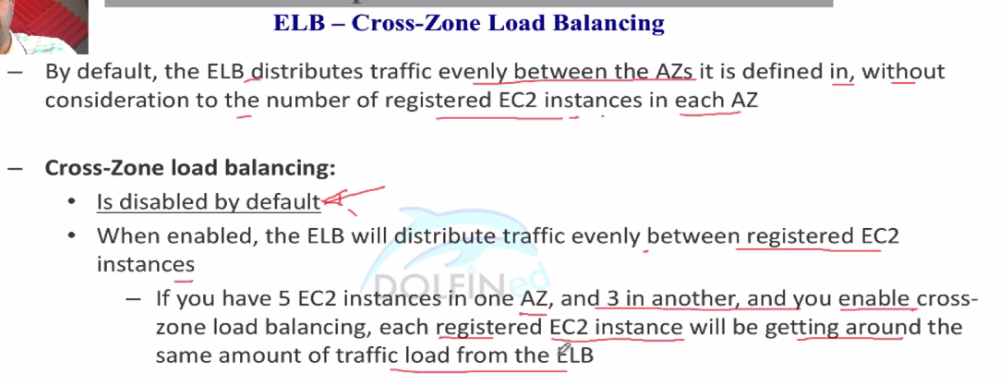 ELB – Cross-Zone Load Balancing
– By default, the ELB distributes traffic evenly between the AZs it is defined in, without
consideration to the number of registered EC2 instances in each AZ
– Cross-Zone load balancing:
• Is disabled by default
• When enabled, the ELB will distribute traffic evenly between registered EC2
instances
– If you have 5 EC2 instances in one AZ, and 3 in another, and you enable cross-
zone load balancing, each registered EC2 instance will be getting around the
same amount of traffic load from the ELB
DOLFINed